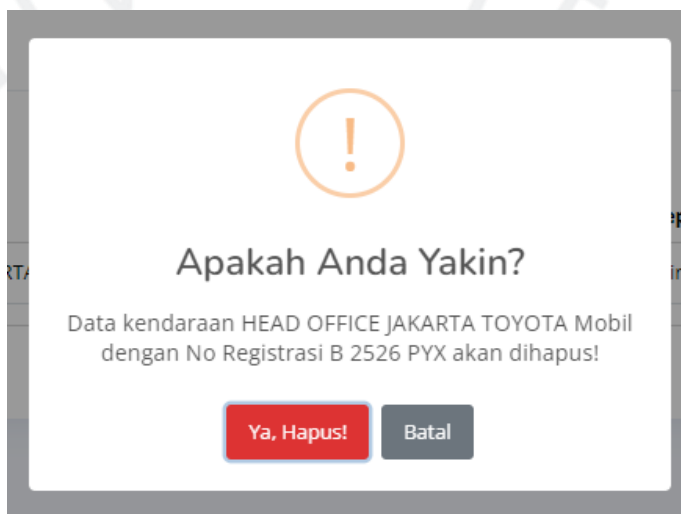 !
Apakah Anda Yakin?
Data kendaraan HEAD OFFICE JAKARTA TOYOTA Mobil
dengan No Registrasi B 2526 PYX akan dihapus!
Ya, Hapus!
Batal